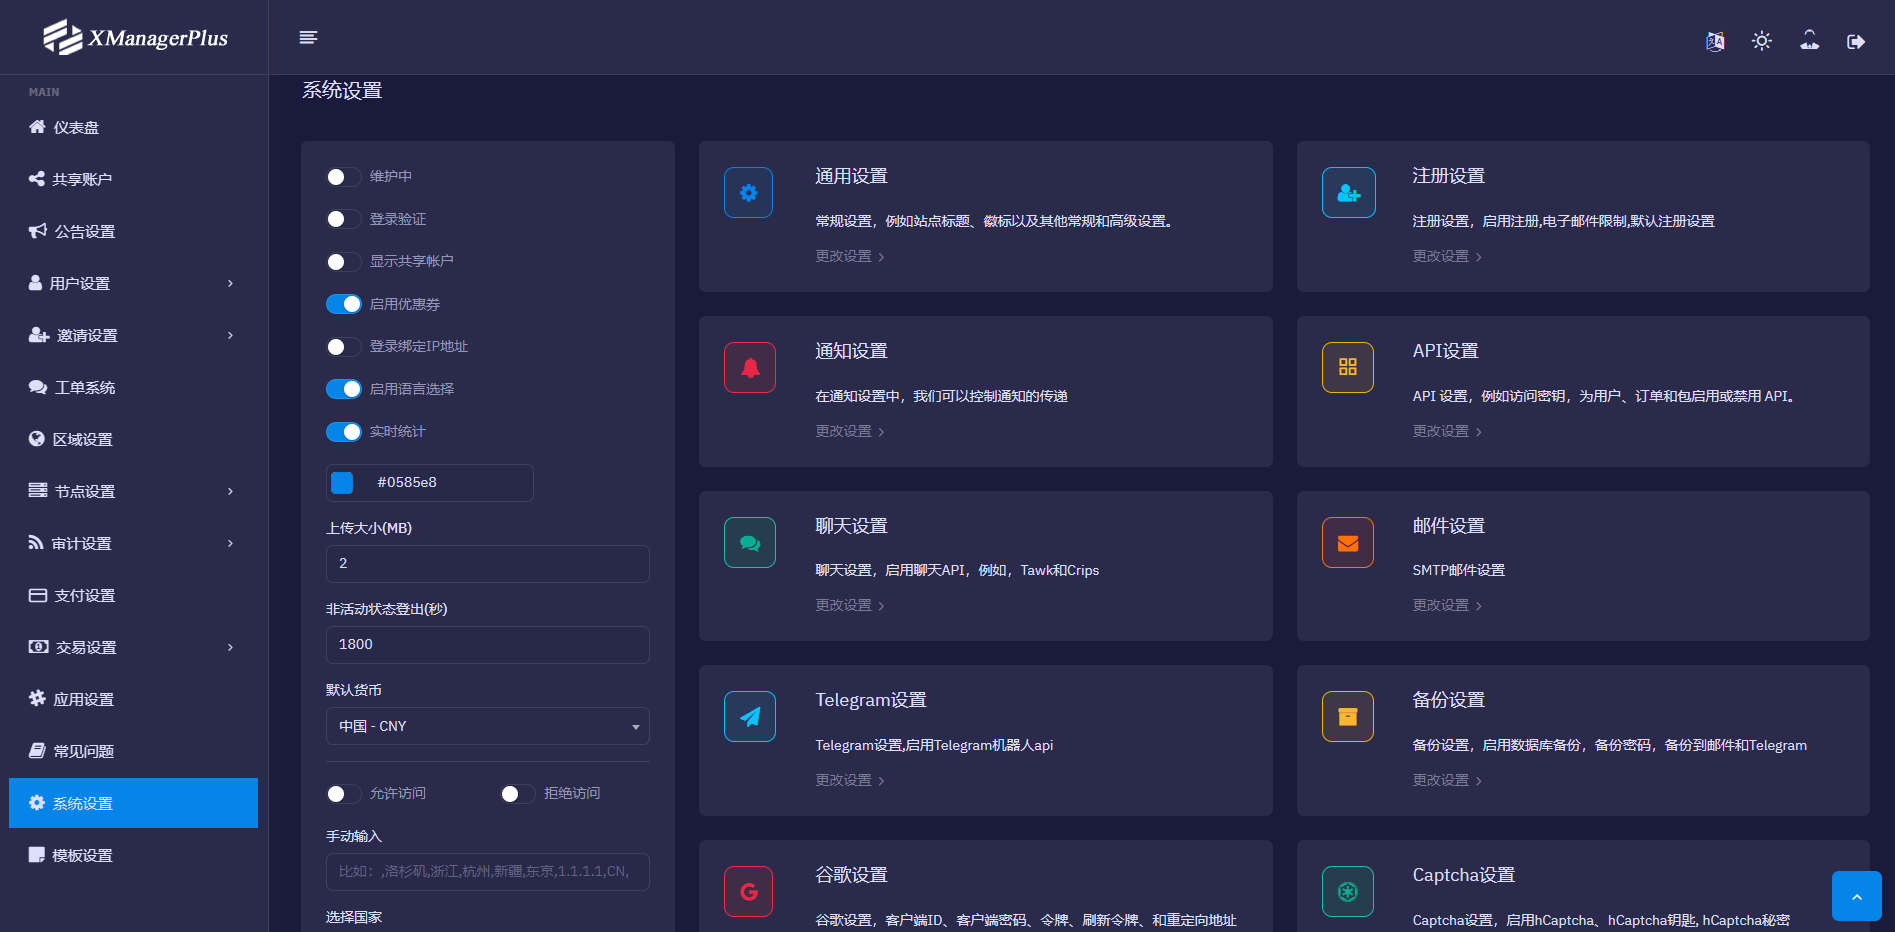 XManagerPlus
MAIN
仪表盘
共享账户
公告设置
用户设置
邀请设置
工单系统
区域设置
节点设置
审计设置
支付设置
交易设置
应用设置
常见问题
系统设置
模板设置
系统设置
维护中
登录验证
显示共享帐户
启用优惠券
登录绑定IP地址
启用语言选择
实时统计
#0585e8
上传大小(MB)
2
非活动状态登出(秒)
1800
默认货币
中国 - CNY
允许访问
拒绝访问
手动输入
比如：,洛杉矶,浙江,杭州,新疆,东京,1.1.1.1,CN,
选择国家
通用设置
常规设置，例如站点标题、徽标以及其他常规和高级设置。
更改设置
注册设置
注册设置，启用注册,电子邮件限制,默认注册设置
更改设置
通知设置
在通知设置中，我们可以控制通知的传递
更改设置
API设置
API 设置，例如访问密钥，为用户、订单和包启用或禁用 API。
更改设置
聊天设置
聊天设置，启用聊天API，例如，Tawk和Crips
更改设置
邮件设置
SMTP邮件设置
更改设置
Telegram设置
Telegram设置,启用Telegram机器人api
更改设置
备份设置
备份设置，启用数据库备份，备份密码，备份到邮件和Telegram
更改设置
谷歌设置
谷歌设置，客户端ID、客户端密码、令牌、刷新令牌、和重定向地址
Captcha设置
Captcha设置，启用hCaptcha、hCaptcha钥匙, hCaptcha秘密